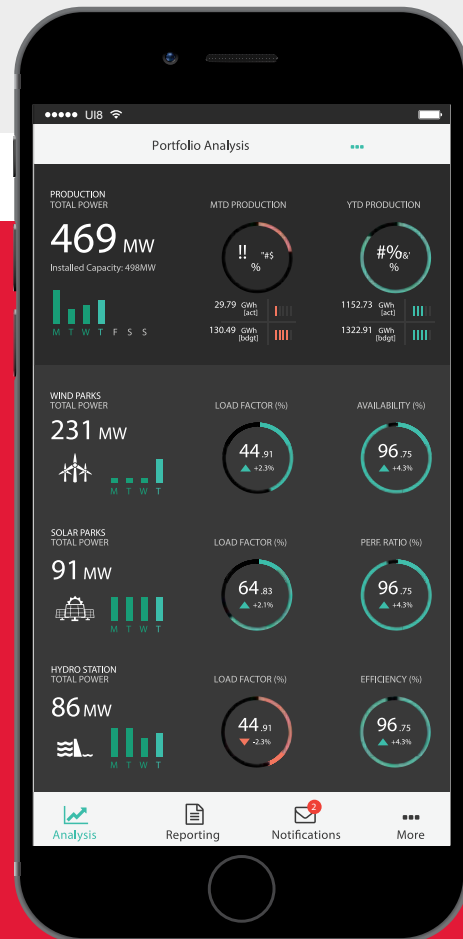 UI8
Portfolio Analysis
PRODUCTION
TOTAL POWER
469 MW
Installed Capacity: 498MW
M T W T F S S
MTD PRODUCTION
!! "#$
%
29.79 GWh [act]
130.49 GWh [bdgt]
YTD PRODUCTION
#%&'
%
1152.73 GWh [act]
1322.91 GWh [bdgt]
WIND PARKS
TOTAL POWER
231 MW
M T W T
LOAD FACTOR (%)
44.91
+2.3%
AVAILABILITY (%)
96.75
+4.3%
SOLAR PARKS
TOTAL POWER
91 MW
M T W T
LOAD FACTOR (%)
64.83
+2.1%
PERF. RATIO (%)
96.75
+4.3%
HYDRO STATION
TOTAL POWER
86 MW
M T W T
LOAD FACTOR (%)
44.91
-2.3%
EFFICIENCY (%)
96.75
+4.3%
Analysis
Reporting
2
Notifications
More